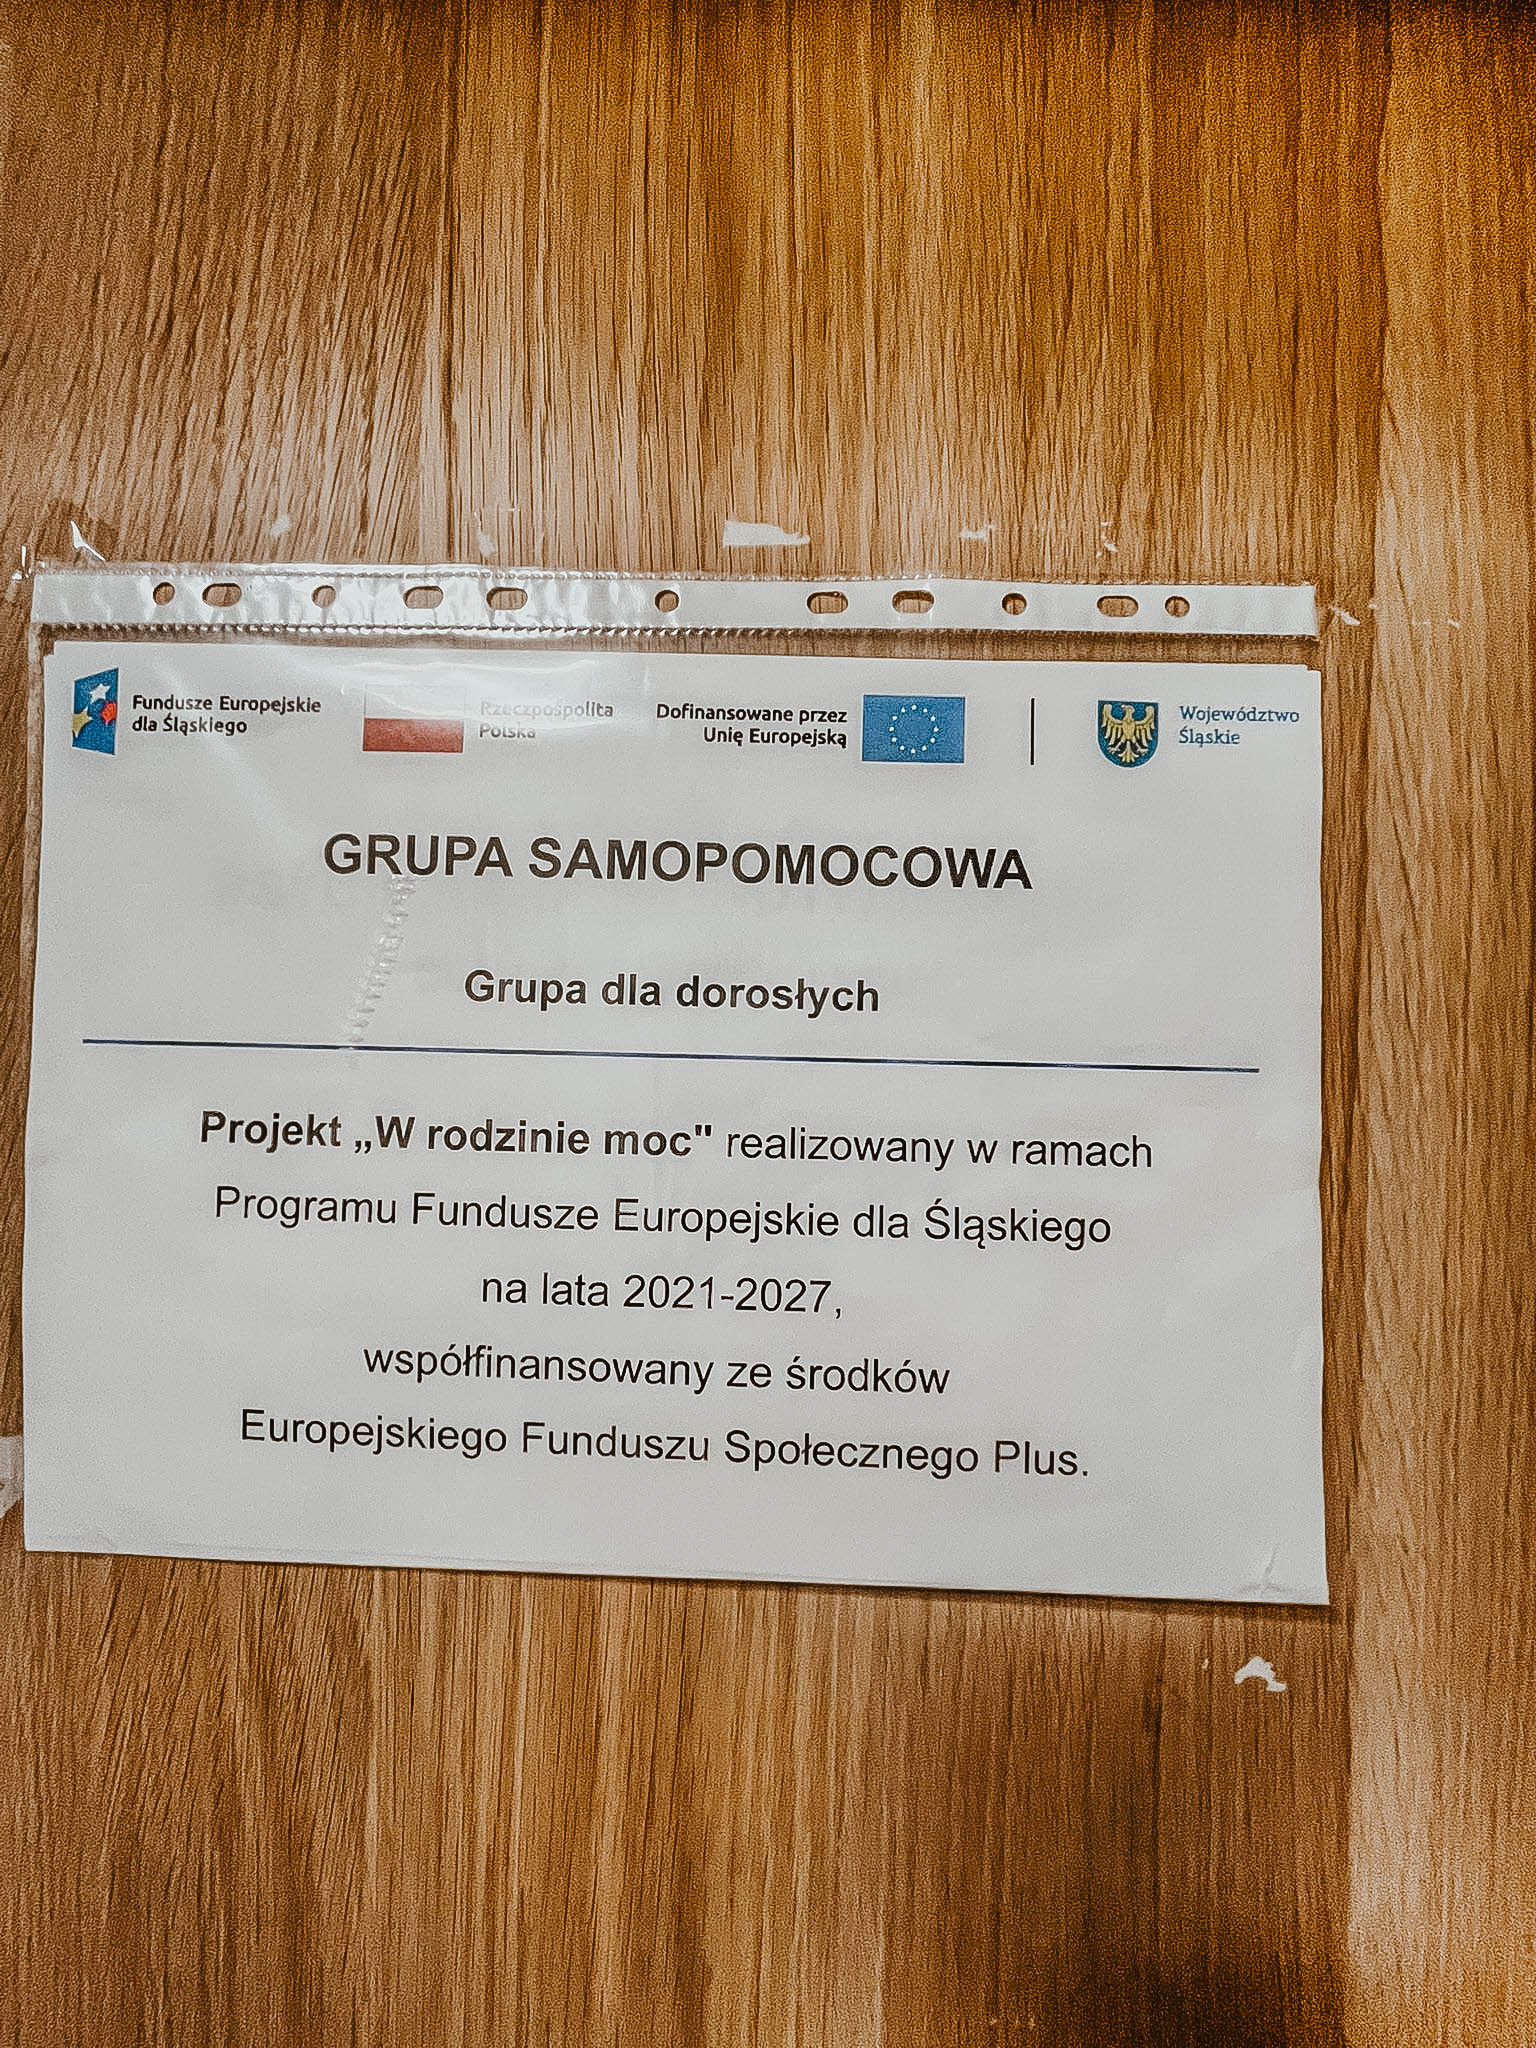 Fundusze Europejskie
dla Śląskiego
Rzeczpospolita
Polska
Dofinansowane przez
Unię Europejską
Województwo
Śląskie
GRUPA SAMOPOMOCOWA
Grupa dla dorosłych
Projekt „W rodzinie moc" realizowany w ramach
Programu Fundusze Europejskie dla Śląskiego
na lata 2021-2027,
współfinansowany ze środków
Europejskiego Funduszu Społecznego Plus.